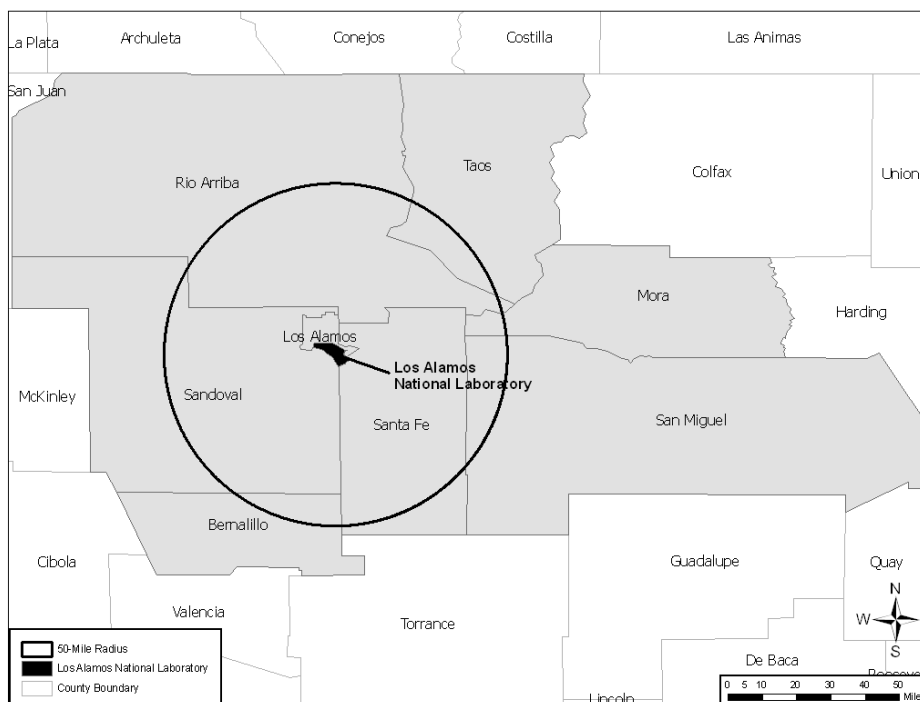 La Plata
Archuleta
Conejos
Costilla
Las Animas
San Juan
Rio Arriba
Taos
Colfax
Union
Mora
Harding
Los Alamos
Los Alamos
National Laboratory
McKinley
Sandoval
Santa Fe
San Miguel
Bernalillo
Cibola
Guadalupe
Quay
Valencia
Torrance
N
W
S
De Baca
Lincoln
50-Mile Radius
Los Alamos National Laboratory
County Boundary
0 5 10 20 30 40 50